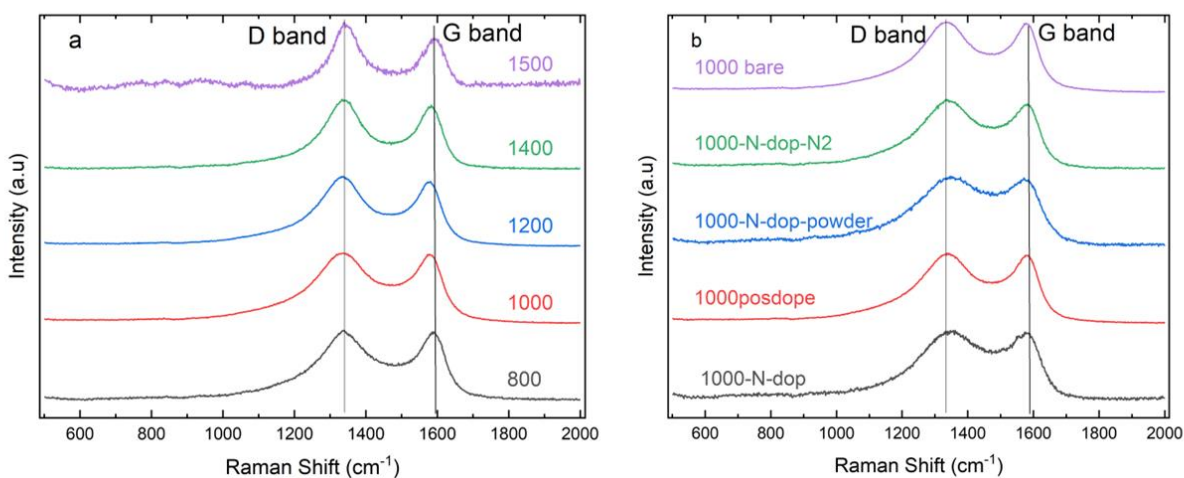 a
D band
G band
1500
1400
1200
1000
800
Intensity (a.u)
600 800 1000 1200 1400 1600 1800 2000
Raman Shift (cm⁻¹)
b
D band
G band
1000 bare
1000-N-dop-N2
1000-N-dop-powder
1000posdope
1000-N-dop
Intensity (a.u)
600 800 1000 1200 1400 1600 1800 2000
Raman Shift (cm⁻¹)